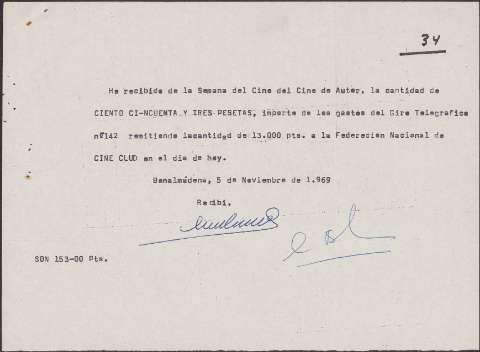 34
He recibido de la Semana del Cine del Cine de Autor, la cantidad de
CIENTO CI-NCUENTA Y TRES PESETAS, importe de los gastos del Giro Telegrafico
nº142 remitiendo lacantidad de 13.000 pts. a la Federacion Nacional de
CINE CLUD en el dia de hoy.
Benalmádena, 5 de Noviembre de 1.969
Recibi,
SON 153-00 Pts.